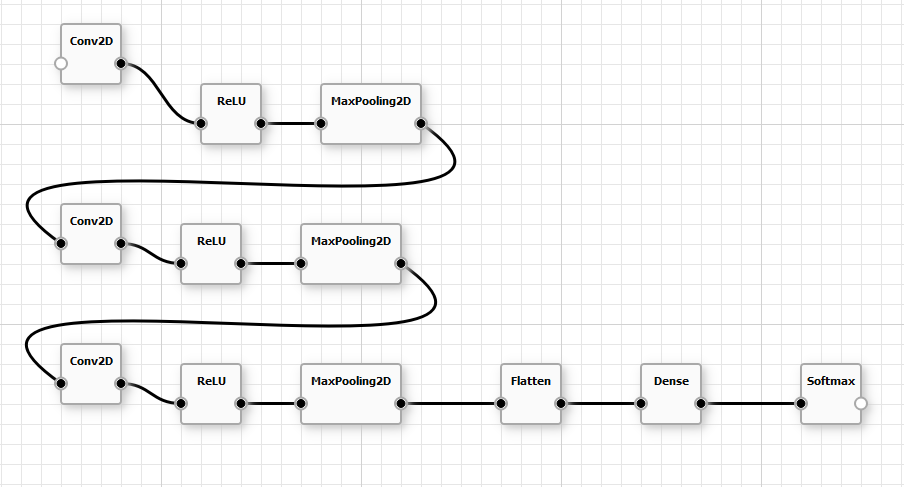 Conv2D
ReLU
MaxPooling2D
Conv2D
ReLU
MaxPooling2D
Conv2D
ReLU
MaxPooling2D
Flatten
Dense
Softmax